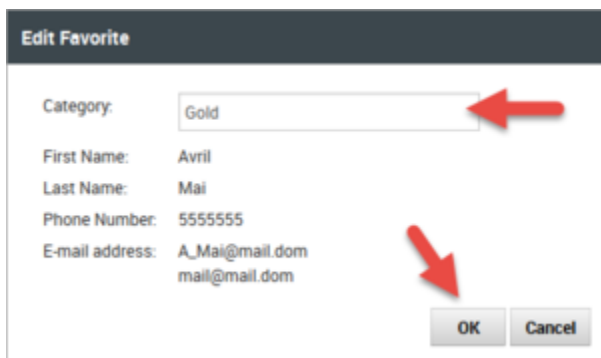 Edit Favorite
Category: Gold
First Name: Avril
Last Name: Mai
Phone Number: 5555555
E-mail address: A_Mai@mail.dom
mail@mail.dom
OK Cancel